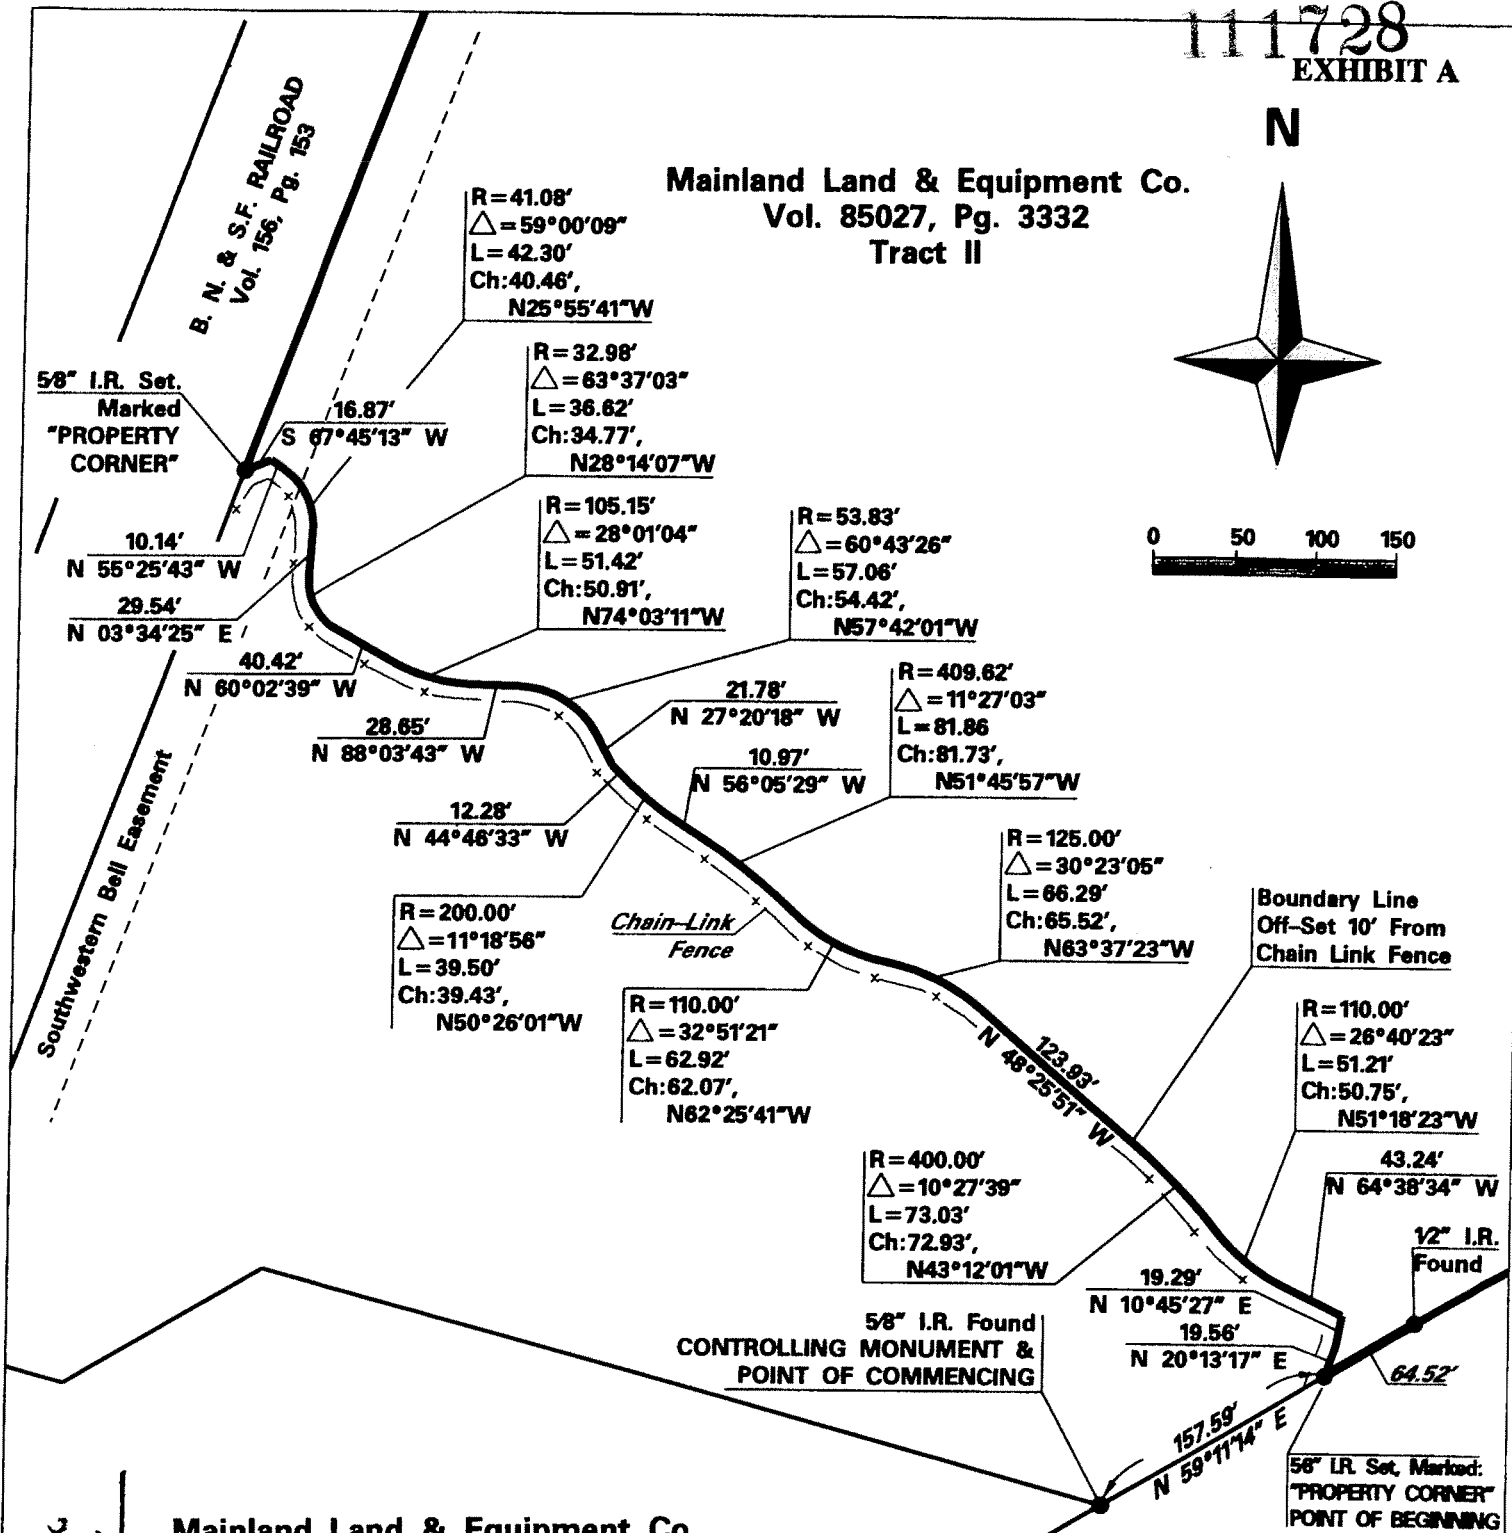 111728
EXHIBIT A
N
Mainland Land & Equipment Co.
Vol. 85027, Pg. 3332
Tract II
B. N. & S.F. RAILROAD
Vol. 156, Pg. 153
R=41.08'
△=59°00'09"
L=42.30'
Ch:40.46',
N25°55'41"W
R=32.98'
△=63°37'03"
L=36.62'
Ch:34.77',
N28°14'07"W
5/8" I.R. Set.
Marked
"PROPERTY
CORNER"
16.87'
S 67°45'13" W
R=105.15'
△=28°01'04"
L=51.42'
Ch:50.91',
N74°03'11"W
R=53.83'
△=60°43'26"
L=57.06'
Ch:54.42',
N57°42'01"W
0 50 100 150
10.14'
N 55°25'43" W
29.54'
N 03°34'25" E
40.42'
N 60°02'39" W
28.65'
N 88°03'43" W
21.78'
N 27°20'18" W
10.97'
N 56°05'29" W
R=409.62'
△=11°27'03"
L=81.86
Ch:81.73',
N51°45'57"W
12.28'
N 44°46'33" W
Southwestern Bell Easement
R=200.00'
△=11°18'56"
L=39.50'
Ch:39.43',
N50°26'01"W
Chain-Link
Fence
R=125.00'
△=30°23'05"
L=66.29'
Ch:65.52',
N63°37'23"W
Boundary Line
Off-Set 10' From
Chain Link Fence
R=110.00'
△=32°51'21"
L=62.92'
Ch:62.07',
N62°25'41"W
123.93'
N 48°25'51" W
R=110.00'
△=26°40'23"
L=51.21'
Ch:50.75',
N51°18'23"W
R=400.00'
△=10°27'39"
L=73.03'
Ch:72.93',
N43°12'01"W
43.24'
N 64°38'34" W
1/2" I.R.
Found
19.29'
N 10°45'27" E
19.56'
N 20°13'17" E
5/8" I.R. Found
CONTROLLING MONUMENT &
POINT OF COMMENCING
64.52'
157.59'
N 59°11'14" E
56" I.R. Set, Marked:
"PROPERTY CORNER"
POINT OF BEGINNING
Mainland Land & Equipment Co.